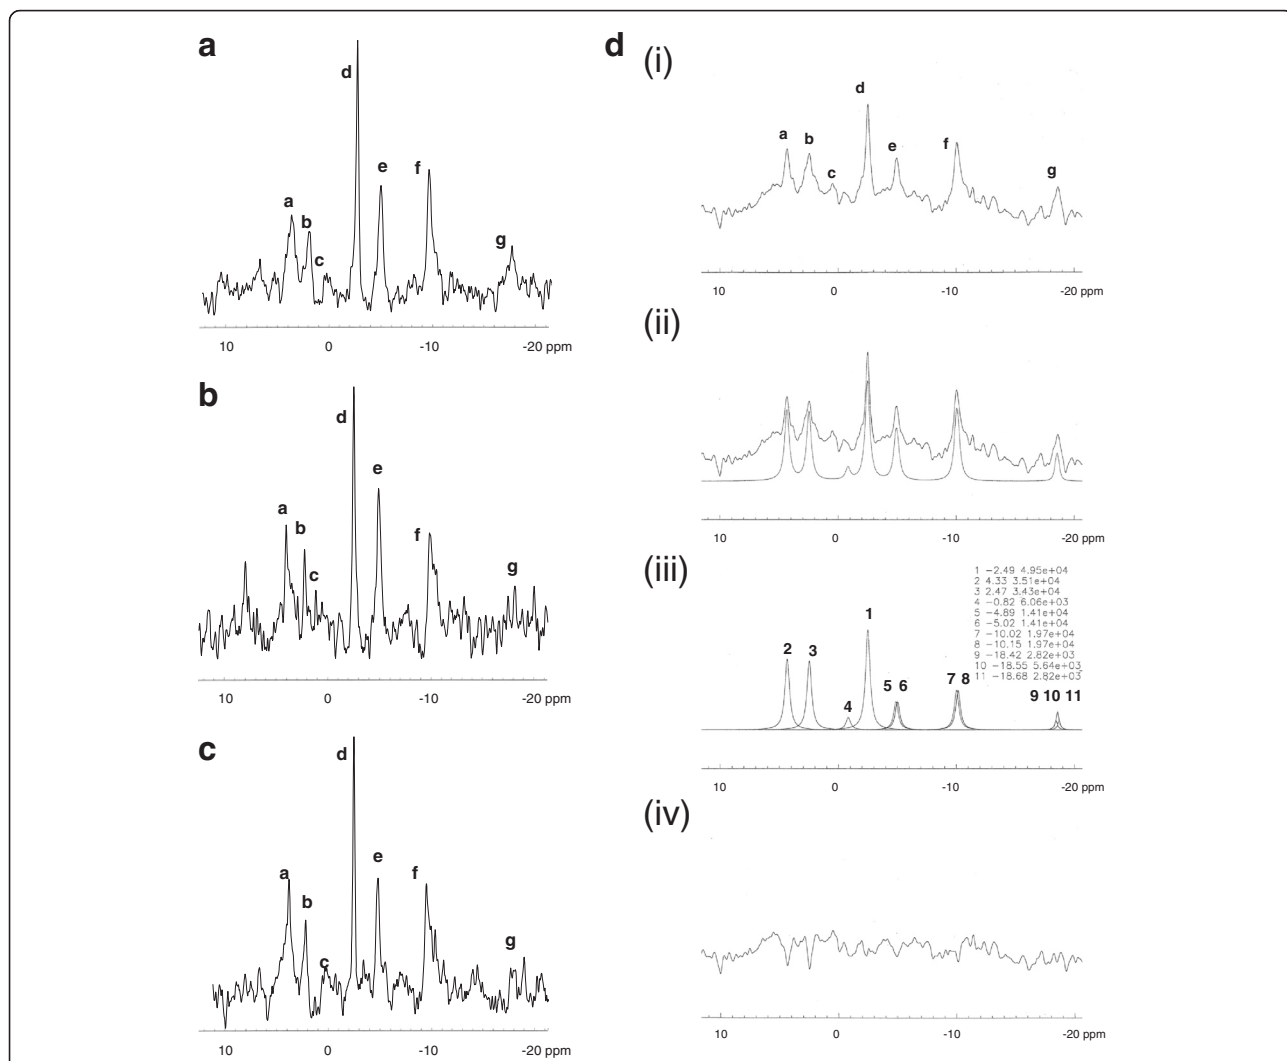 a
d
e
f
a
b
c
g
10 0 -10 -20 ppm
b
d
e
a
b
c
f
g
10 0 -10 -20 ppm
c
d
e
a
f
b
c
g
10 0 -10 -20 ppm
d
(i)
d
a
b
c
e
f
g
10 0 -10 -20 ppm
(ii)
10 0 -10 -20 ppm
(iii)
1 -2.49 4.95e+04
2 4.33 3.51e+04
3 2.47 3.43e+04
4 -0.82 6.06e+03
5 -4.89 1.41e+04
6 -5.02 1.41e+04
7 -10.02 1.97e+04
8 -10.15 1.97e+04
9 -18.42 2.82e+03
10 -18.55 5.64e+03
11 -18.68 2.82e+03
1
2 3
4
5 6
7 8
9 10 11
10 0 -10 -20 ppm
(iv)
10 0 -10 -20 ppm